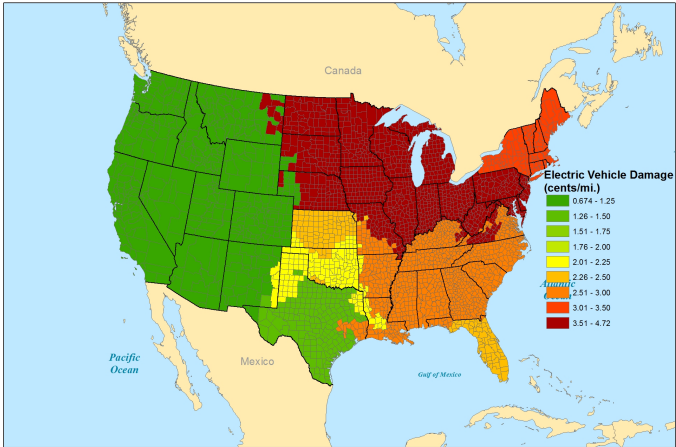 Canada
Electric Vehicle Damage
(cents/mi.)
0.674 - 1.25
1.26 - 1.50
1.51 - 1.75
1.76 - 2.00
2.01 - 2.25
2.26 - 2.50
2.51 - 3.00
3.01 - 3.50
3.51 - 4.72
Atlantic
Ocean
Pacific
Ocean
Mexico
Gulf of Mexico